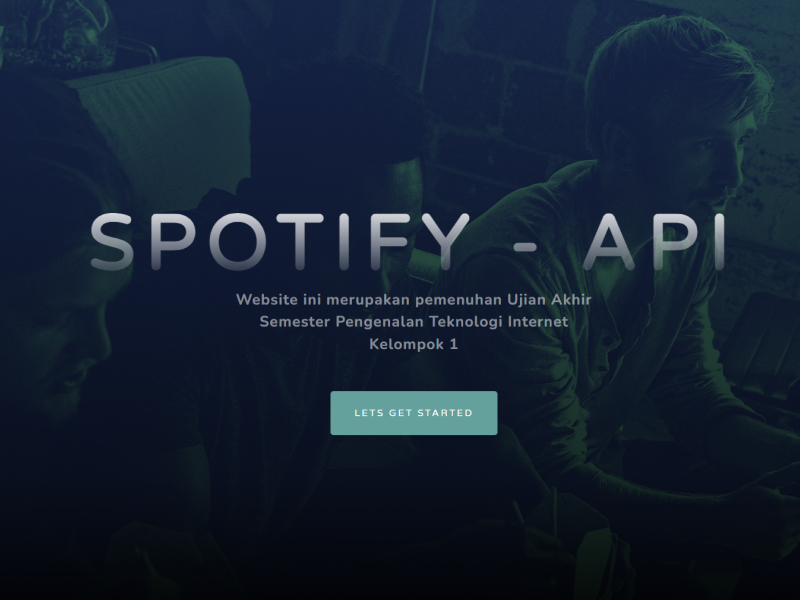 SPOTIFY - API
Website ini merupakan pemenuhan Ujian Akhir
Semester Pengenalan Teknologi Internet
Kelompok 1
LETS GET STARTED